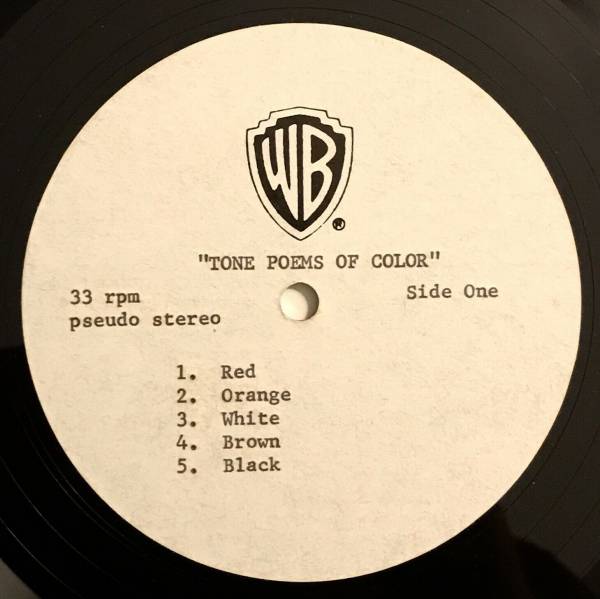 WB
®
"TONE POEMS OF COLOR"
33 rpm
Side One
pseudo stereo
1. Red
2. Orange
3. White
4. Brown
5. Black